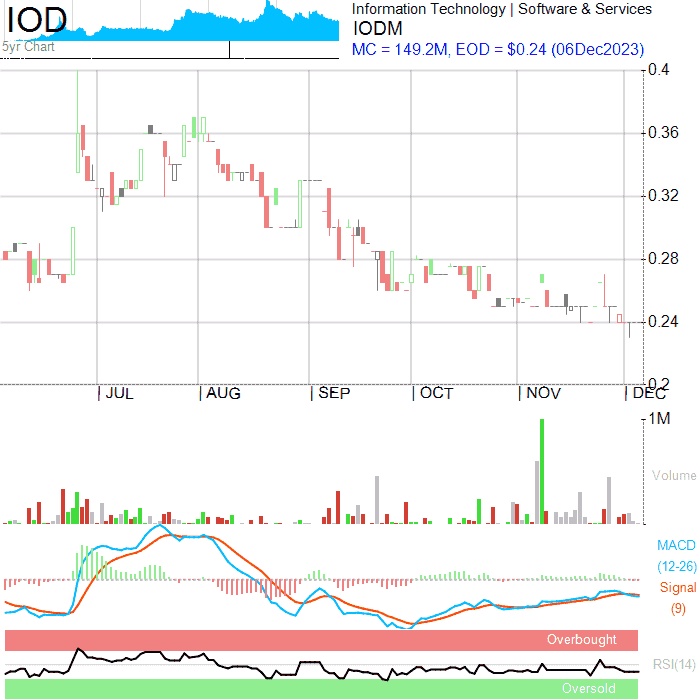 IOD
5yr Chart
Information Technology | Software & Services
IODM
MC = 149.2M, EOD = $0.24 (06Dec2023)
0.4
0.36
0.32
0.28
0.24
0.2
| JUL | AUG | SEP | OCT | NOV | DEC
1M
Volume
MACD
(12-26)
Signal
(9)
Overbought
RSI(14)
Oversold